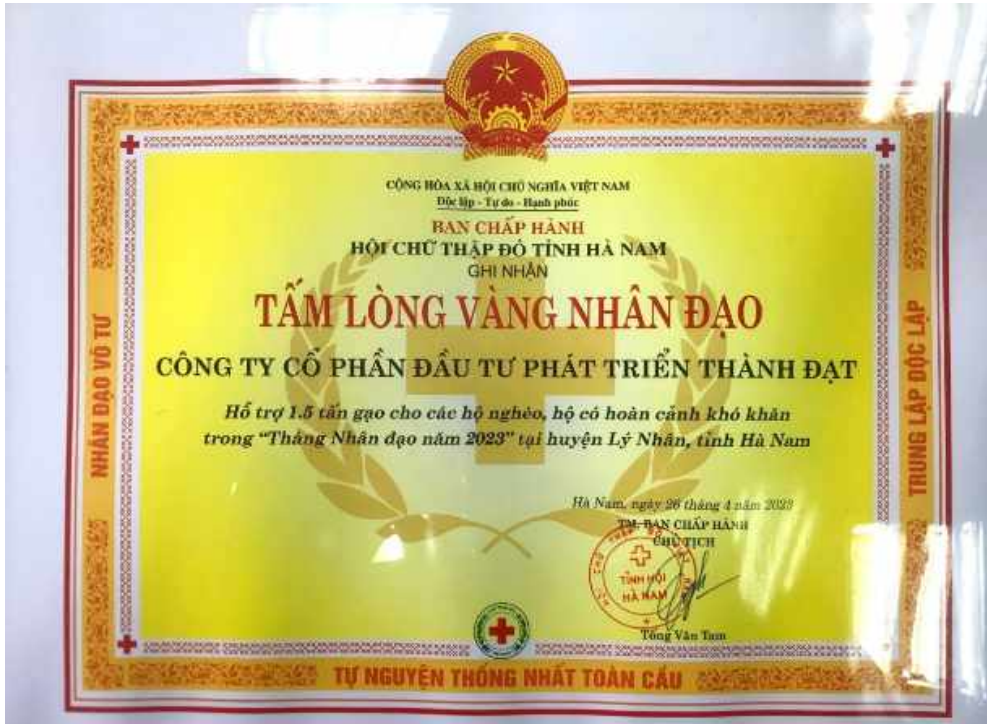 CỘNG HÒA XÃ HỘI CHỦ NGHĨA VIỆT NAM
Độc lập - Tự do - Hạnh phúc
BAN CHẤP HÀNH
HỘI CHỮ THẬP ĐỎ TỈNH HÀ NAM
GHI NHẬN
TẤM LÒNG VÀNG NHÂN ĐẠO
CÔNG TY CỔ PHẦN ĐẦU TƯ PHÁT TRIỂN THÀNH ĐẠT
Hỗ trợ 1.5 tấn gạo cho các hộ nghèo, hộ có hoàn cảnh khó khăn
trong “Tháng Nhân đạo năm 2023” tại huyện Lý Nhân, tỉnh Hà Nam
Hà Nam, ngày 26 tháng 4 năm 2023
TM. BAN CHẤP HÀNH
CHỦ TỊCH
TỈNH HỘI
HÀ NAM
Tống Văn Tam
NHÂN ĐẠO VÔ TƯ
TRUNG LẬP ĐỘC LẬP
TỰ NGUYỆN THỐNG NHẤT TOÀN CẦU